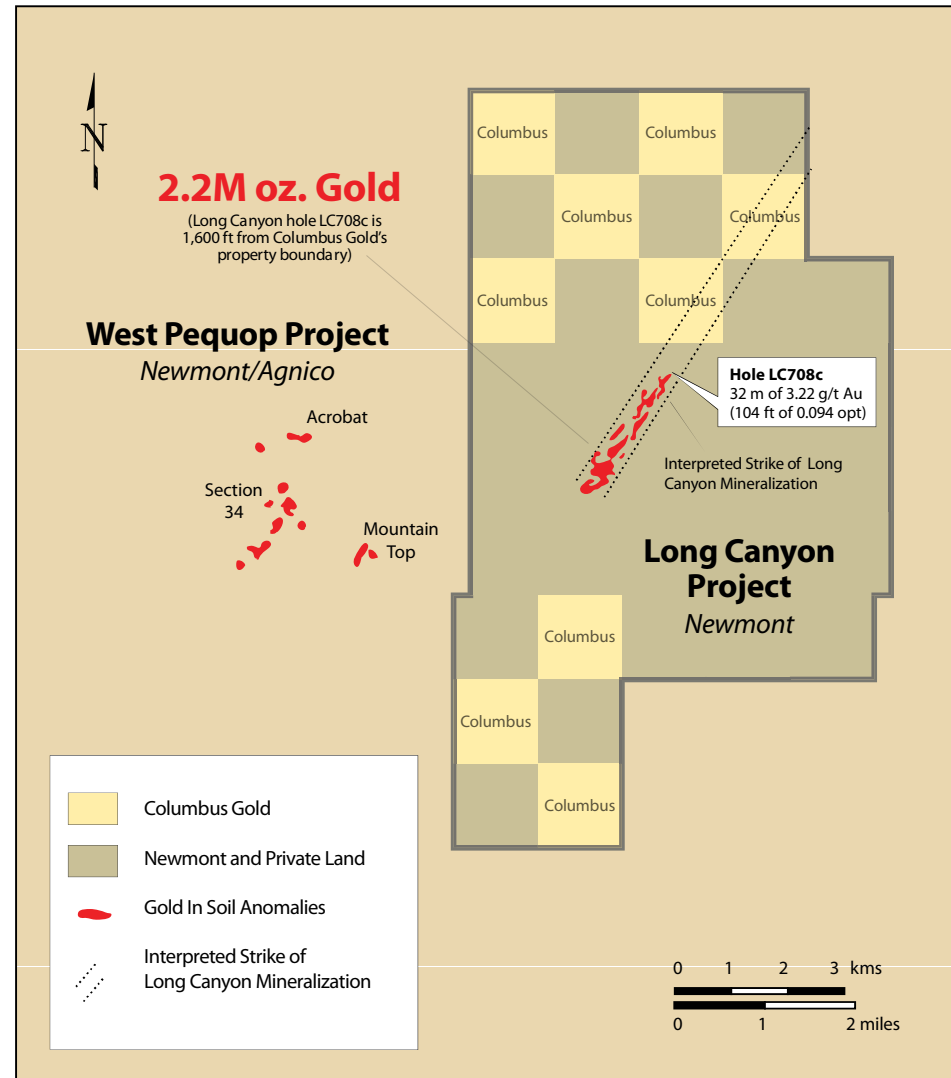 N
Columbus
Columbus
2.2M oz. Gold
(Long Canyon hole LC708c is
1,600 ft from Columbus Gold's
property boundary)
Columbus
Columbus
Columbus
Columbus
West Pequop Project
Newmont/Agnico
Hole LC708c
32 m of 3.22 g/t Au
(104 ft of 0.094 opt)
Acrobat
Interpreted Strike of Long
Canyon Mineralization
Section
34
Mountain
Top
Long Canyon
Project
Newmont
Columbus
Columbus
Columbus
Columbus Gold
Newmont and Private Land
Gold In Soil Anomalies
Interpreted Strike of
Long Canyon Mineralization
0 1 2 3 kms
0 1 2 miles